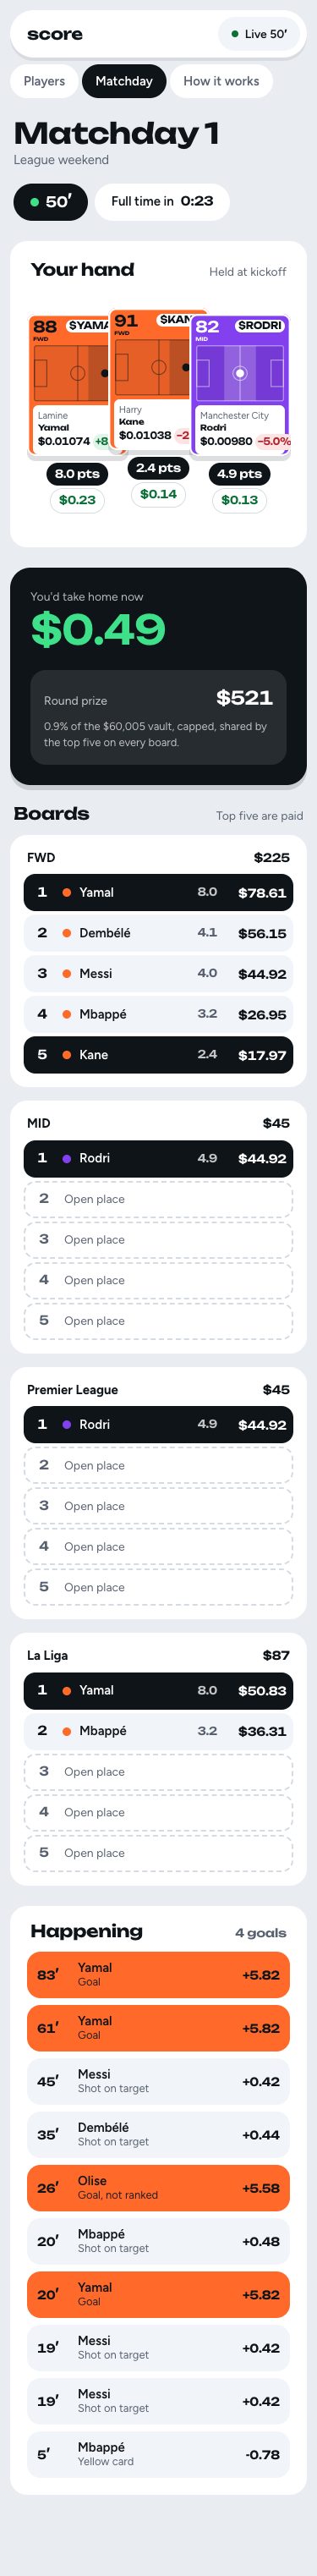 score
Live 50′
Players
Matchday
How it works
Matchday 1
League weekend
50′
Full time in 0:23
Your hand
Held at kickoff
88
FWD
Lamine
Yamal
$0.01074
8.0 pts
$0.23
91
FWD
Harry
Kane
$0.01038
2.4 pts
$0.14
82
$RODRI
MID
Manchester City
Rodri
$0.00980 −5.0%
4.9 pts
$0.13
You'd take home now
$0.49
Round prize
$521
0.9% of the $60,005 vault, capped, shared by
the top five on every board.
Boards
Top five are paid
FWD $225
1 Yamal 8.0 $78.61
2 Dembélé 4.1 $56.15
3 Messi 4.0 $44.92
4 Mbappé 3.2 $26.95
5 Kane 2.4 $17.97
MID $45
1 Rodri 4.9 $44.92
2 Open place
3 Open place
4 Open place
5 Open place
Premier League $45
1 Rodri 4.9 $44.92
2 Open place
3 Open place
4 Open place
5 Open place
La Liga $87
1 Yamal 8.0 $50.83
2 Mbappé 3.2 $36.31
3 Open place
4 Open place
5 Open place
Happening
4 goals
83′ Yamal +5.82
Goal
61′ Yamal +5.82
Goal
45′ Messi +0.42
Shot on target
35′ Dembélé +0.44
Shot on target
26′ Olise +5.58
Goal, not ranked
20′ Mbappé +0.48
Shot on target
20′ Yamal +5.82
Goal
19′ Messi +0.42
Shot on target
19′ Messi +0.42
Shot on target
5′ Mbappé -0.78
Yellow card